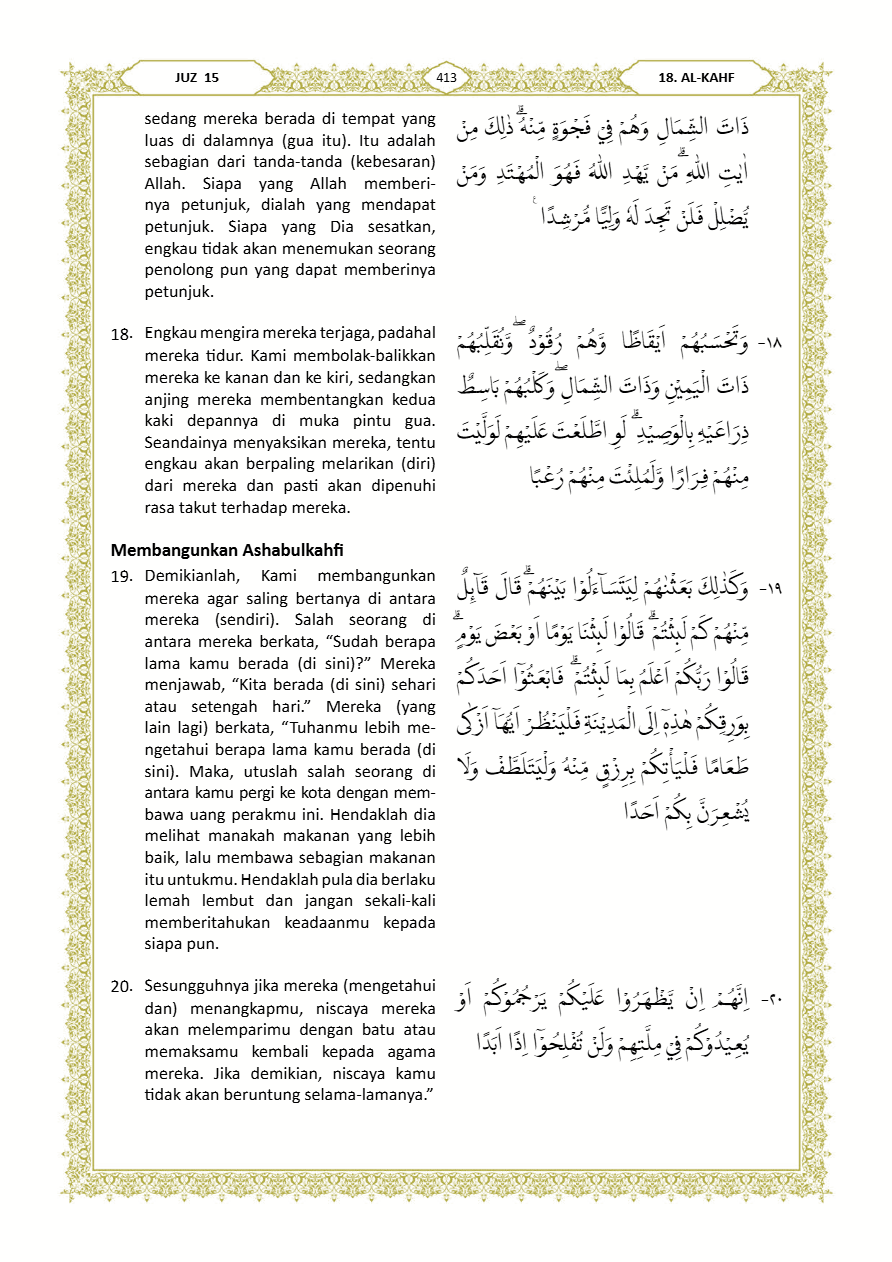 JUZ 15
413
18. AL-KAHF
sedang mereka berada di tempat yang
luas di dalamnya (gua itu). Itu adalah
sebagian dari tanda-tanda (kebesaran)
Allah. Siapa yang Allah memberi-
nya petunjuk, dialah yang mendapat
petunjuk. Siapa yang Dia sesatkan,
engkau tidak akan menemukan seorang
penolong pun yang dapat memberinya
petunjuk.
ذَاتَ الشِّمَالِ وَهُمْ فِيْ فَجْوَةٍ مِّنْهُۗ ذٰلِكَ مِنْ
اٰيٰتِ اللّٰهِ ۗمَنْ يَّهْدِ اللّٰهُ فَهُوَ الْمُهْتَدِ وَمَنْ
يُّضْلِلْ فَلَنْ تَجِدَ لَهٗ وَلِيًّا مُّرْشِدًا ࣖ
18. Engkau mengira mereka terjaga, padahal
mereka tidur. Kami membolak-balikkan
mereka ke kanan dan ke kiri, sedangkan
anjing mereka membentangkan kedua
kaki depannya di muka pintu gua.
Seandainya menyaksikan mereka, tentu
engkau akan berpaling melarikan (diri)
dari mereka dan pasti akan dipenuhi
rasa takut terhadap mereka.
١٨- وَتَحْسَبُهُمْ اَيْقَاظًا وَّهُمْ رُقُوْدٌ ۖوَّنُقَلِّبُهُمْ
ذَاتَ الْيَمِيْنِ وَذَاتَ الشِّمَالِ ۖوَكَلْبُهُمْ بَاسِطٌ
ذِرَاعَيْهِ بِالْوَصِيْدِۗ لَوِ اطَّلَعْتَ عَلَيْهِمْ لَوَلَّيْتَ
مِنْهُمْ فِرَارًا وَّلَمُلِئْتَ مِنْهُمْ رُعْبًا
Membangunkan Ashabulkahfi
19. Demikianlah, Kami membangunkan
mereka agar saling bertanya di antara
mereka (sendiri). Salah seorang di
antara mereka berkata, “Sudah berapa
lama kamu berada (di sini)?” Mereka
menjawab, “Kita berada (di sini) sehari
atau setengah hari.” Mereka (yang
lain lagi) berkata, “Tuhanmu lebih me-
ngetahui berapa lama kamu berada (di
sini). Maka, utuslah salah seorang di
antara kamu pergi ke kota dengan mem-
bawa uang perakmu ini. Hendaklah dia
melihat manakah makanan yang lebih
baik, lalu membawa sebagian makanan
itu untukmu. Hendaklah pula dia berlaku
lemah lembut dan jangan sekali-kali
memberitahukan keadaanmu kepada
siapa pun.
١٩- وَكَذٰلِكَ بَعَثْنٰهُمْ لِيَتَسَاۤءَلُوْا بَيْنَهُمْۗ قَالَ قَاۤىِٕلٌ
مِّنْهُمْ كَمْ لَبِثْتُمْۗ قَالُوْا لَبِثْنَا يَوْمًا اَوْ بَعْضَ يَوْمٍۗ
قَالُوْا رَبُّكُمْ اَعْلَمُ بِمَا لَبِثْتُمْۗ فَابْعَثُوْٓا اَحَدَكُمْ
بِوَرِقِكُمْ هٰذِهٖٓ اِلَى الْمَدِيْنَةِ فَلْيَنْظُرْ اَيُّهَآ اَزْكٰى
طَعَامًا فَلْيَأْتِكُمْ بِرِزْقٍ مِّنْهُ وَلْيَتَلَطَّفْ وَلَا
يُشْعِرَنَّ بِكُمْ اَحَدًا
20. Sesungguhnya jika mereka (mengetahui
dan) menangkapmu, niscaya mereka
akan melemparimu dengan batu atau
memaksamu kembali kepada agama
mereka. Jika demikian, niscaya kamu
tidak akan beruntung selama-lamanya.”
٢٠- اِنَّهُمْ اِنْ يَّظْهَرُوْا عَلَيْكُمْ يَرْجُمُوْكُمْ اَوْ
يُعِيْدُوْكُمْ فِيْ مِلَّتِهِمْ وَلَنْ تُفْلِحُوْٓا اِذًا اَبَدًا